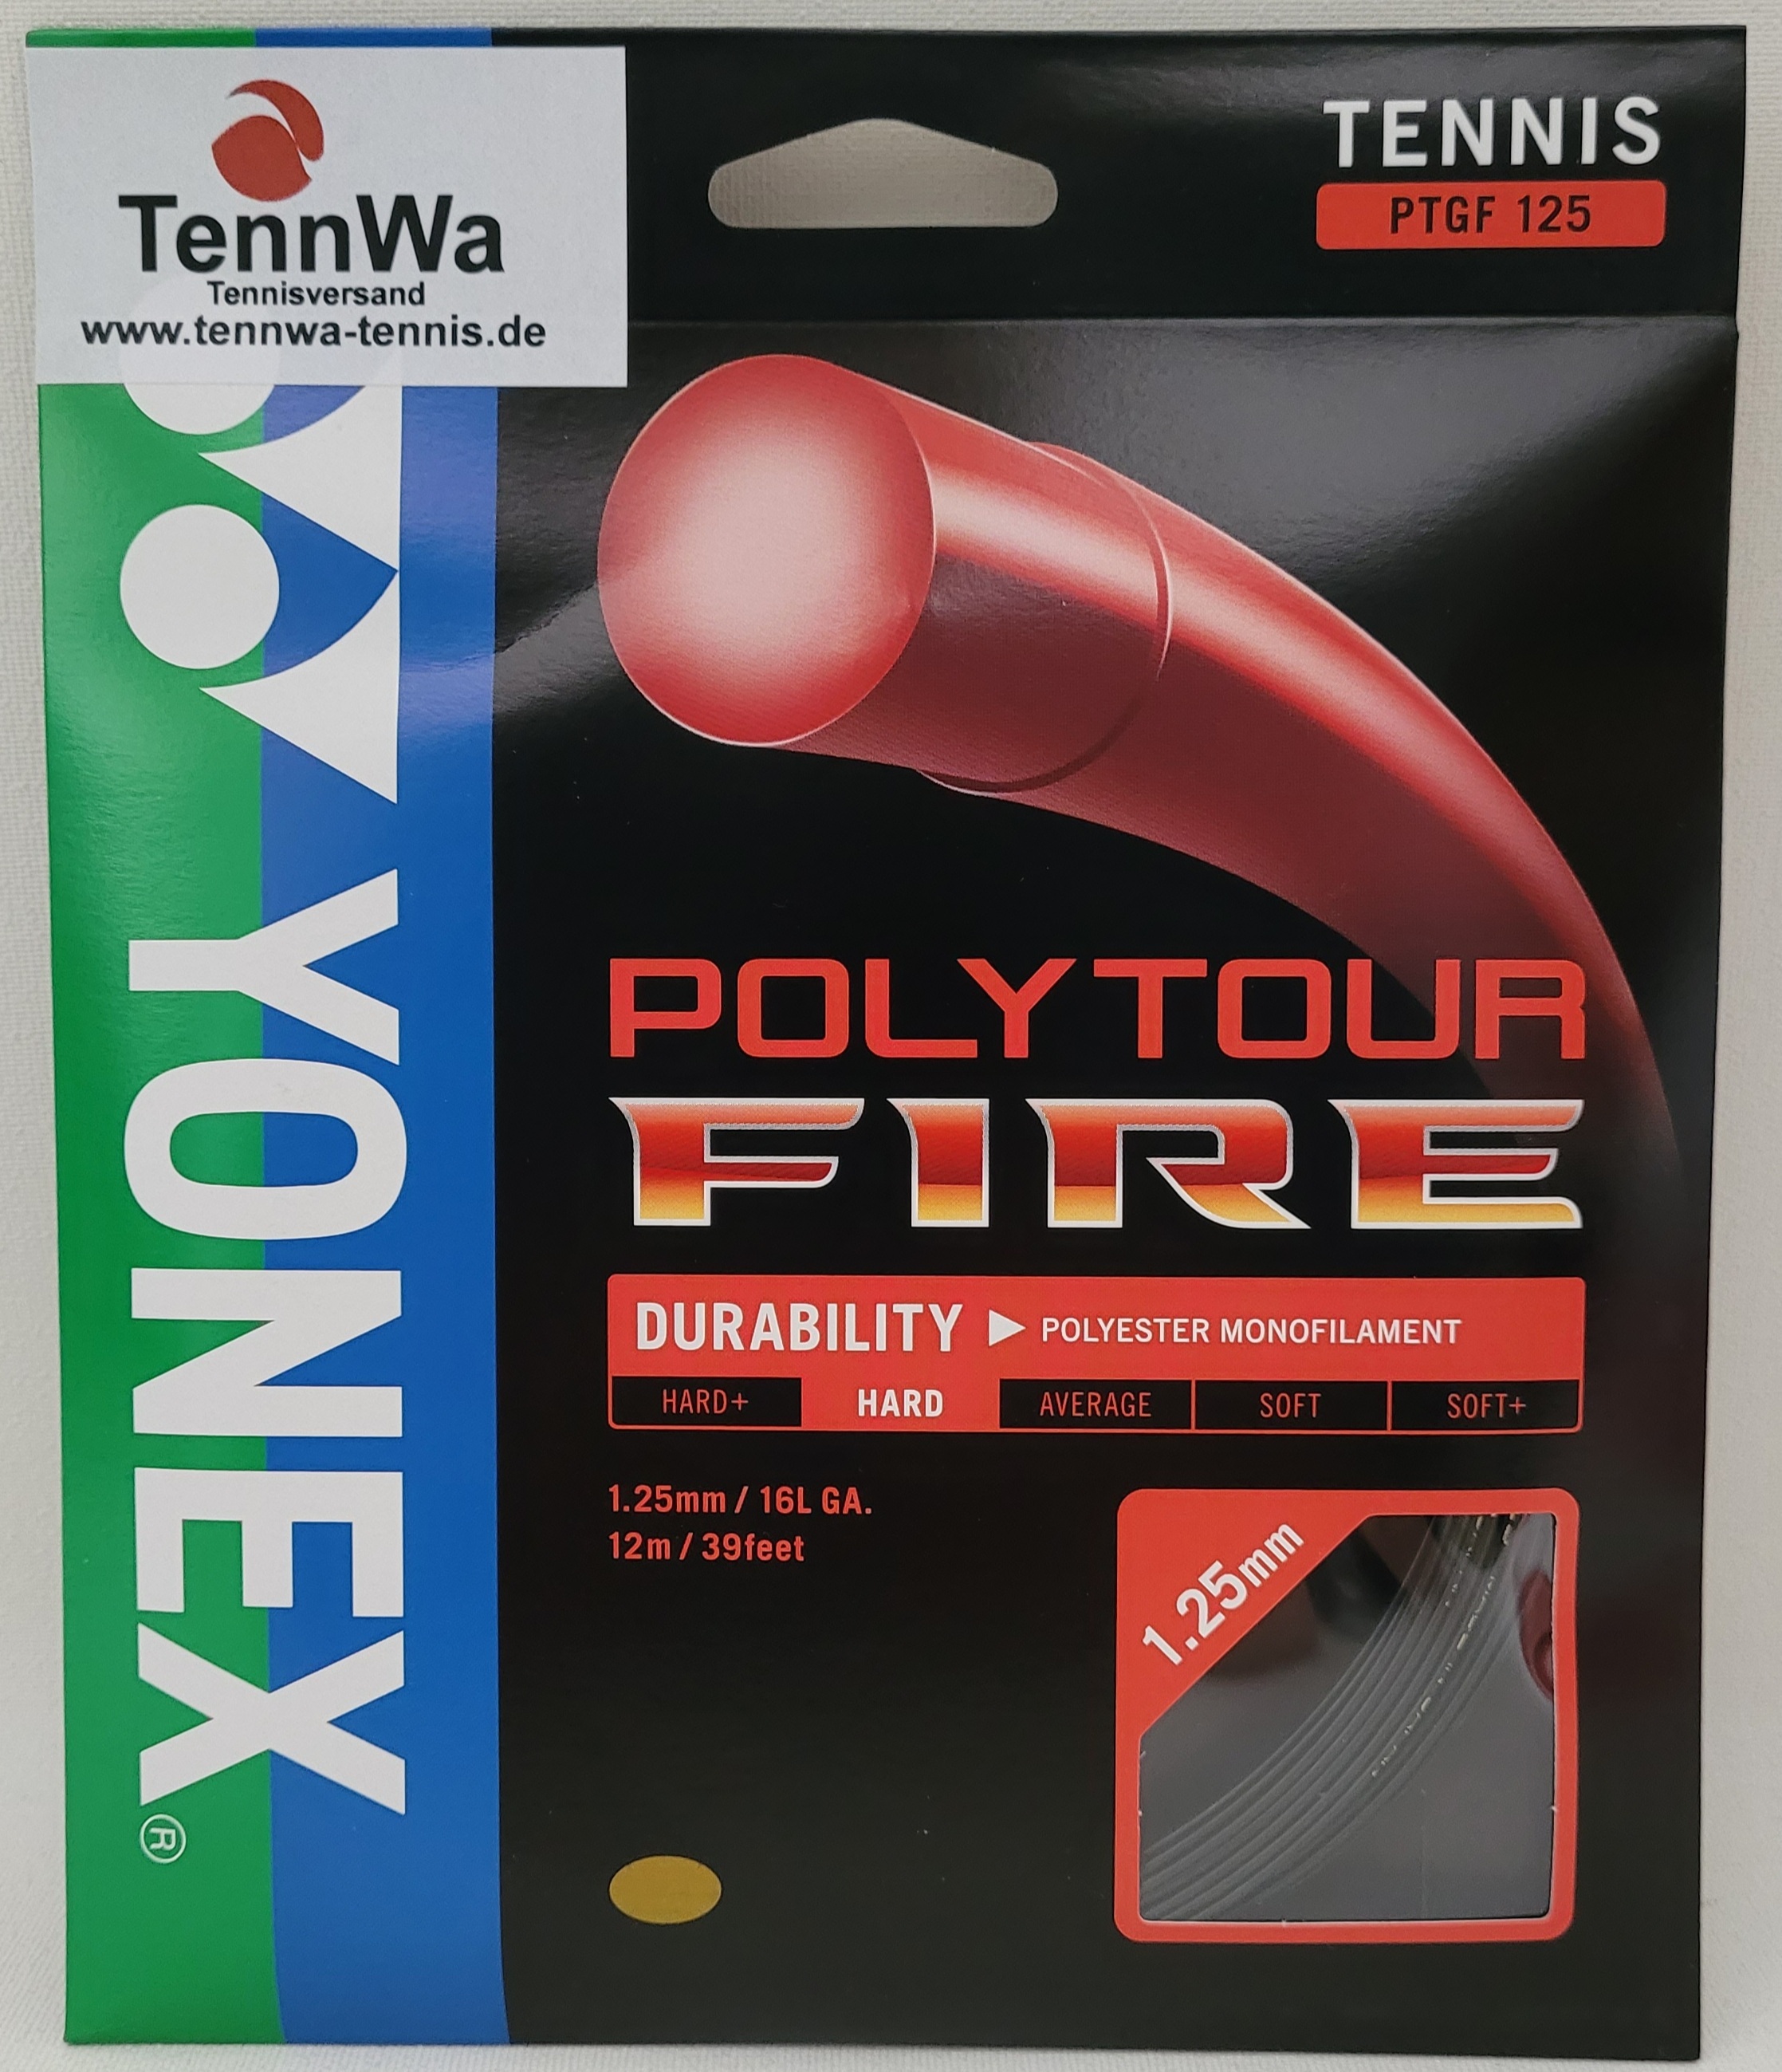 TennWa
Tennisversand
www.tennwa-tennis.de
TENNIS
PTGF 125
YONEX®
POLYTOUR
FIRE
DURABILITY ▶ POLYESTER MONOFILAMENT
HARD+ HARD AVERAGE SOFT SOFT+
1.25mm / 16L GA.
12m / 39feet
1.25mm